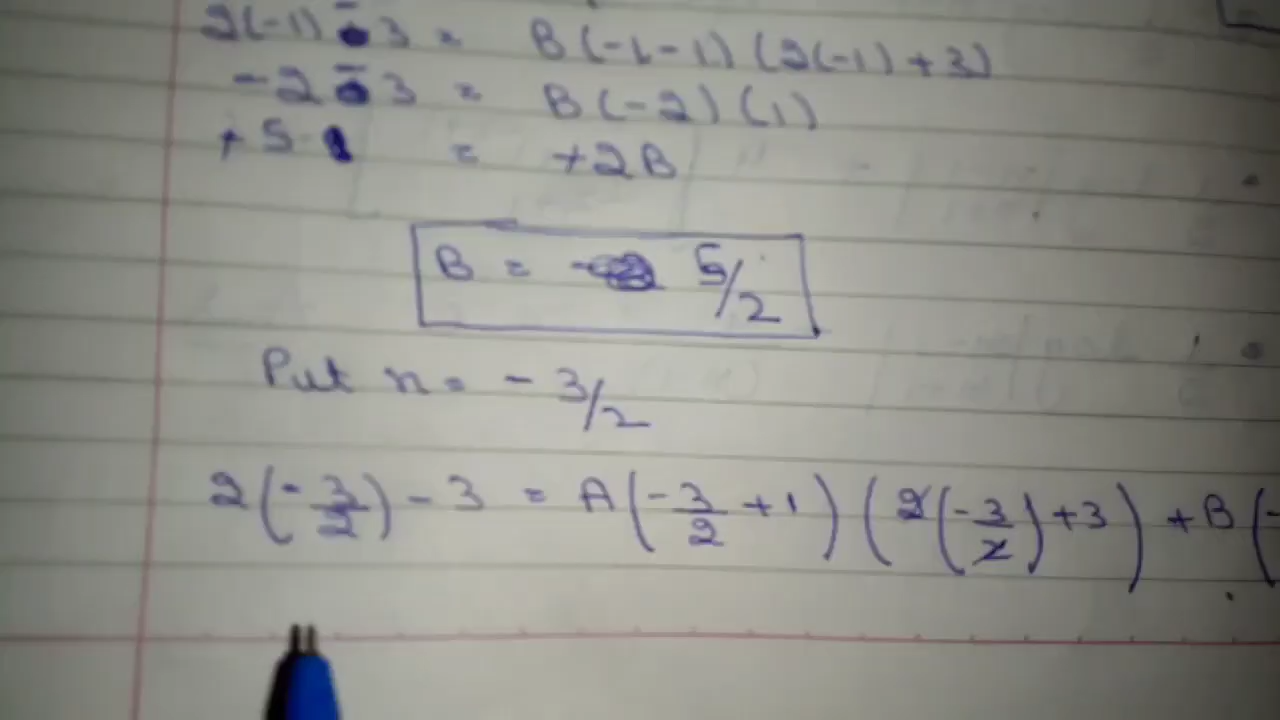 2(-1) - 3 = B(-1-1) (2(-1)+3)
-2 - 3 = B(-2) (1)
+5 = +2B
B = 5/2
Put x = - 3/2
2(-3/2) - 3 = A(-3/2 + 1) (2(-3/2) + 3) + B(-